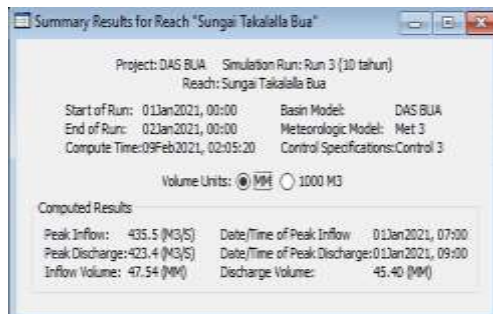 Summary Results for Reach "Sungai Takalalla Bua"
Project: DAS BUA Simulation Run: Run 3 (10 tahun)
Reach: Sungai Takalalla Bua
Start of Run: 01Jan2021, 00:00 Basin Model: DAS BUA
End of Run: 02Jan2021, 00:00 Meteorologic Model: Met 3
Compute Time:09Feb2021, 02:05:20 Control Specifications:Control 3
Volume Units: MM 1000 M3
Computed Results
Peak Inflow: 435.5 (M3/S) Date/Time of Peak Inflow 01Jan2021, 07:00
Peak Discharge:423.4 (M3/S) Date/Time of Peak Discharge:01Jan2021, 09:00
Inflow Volume: 47.54 (MM) Discharge Volume: 45.40 (MM)